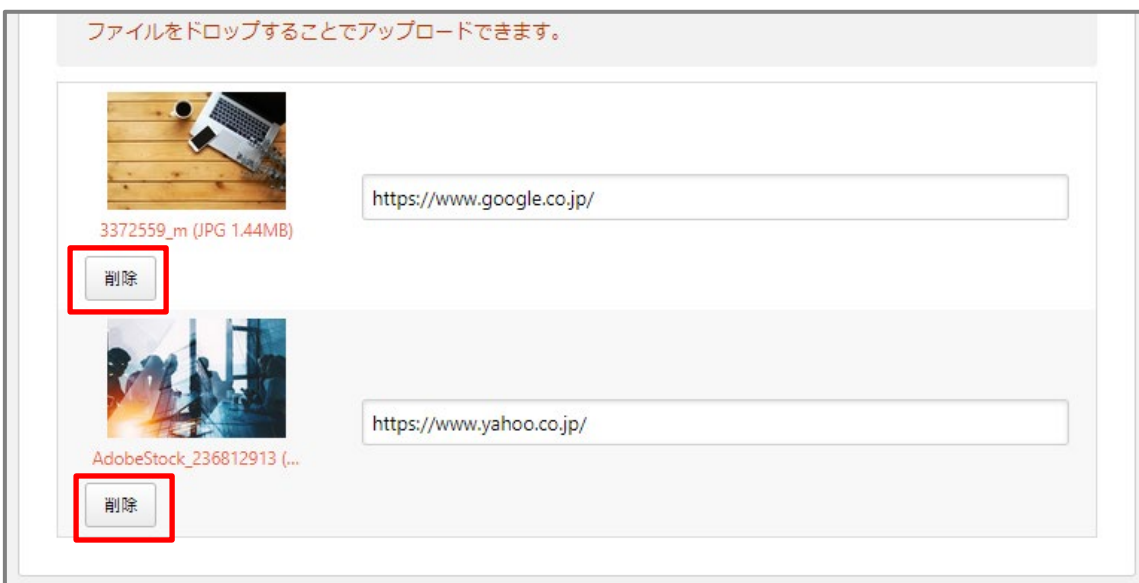 ファイルをドロップすることでアップロードできます。
https://www.google.co.jp/
3372559_m (JPG 1.44MB)
削除
https://www.yahoo.co.jp/
AdobeStock_236812913 (...
削除